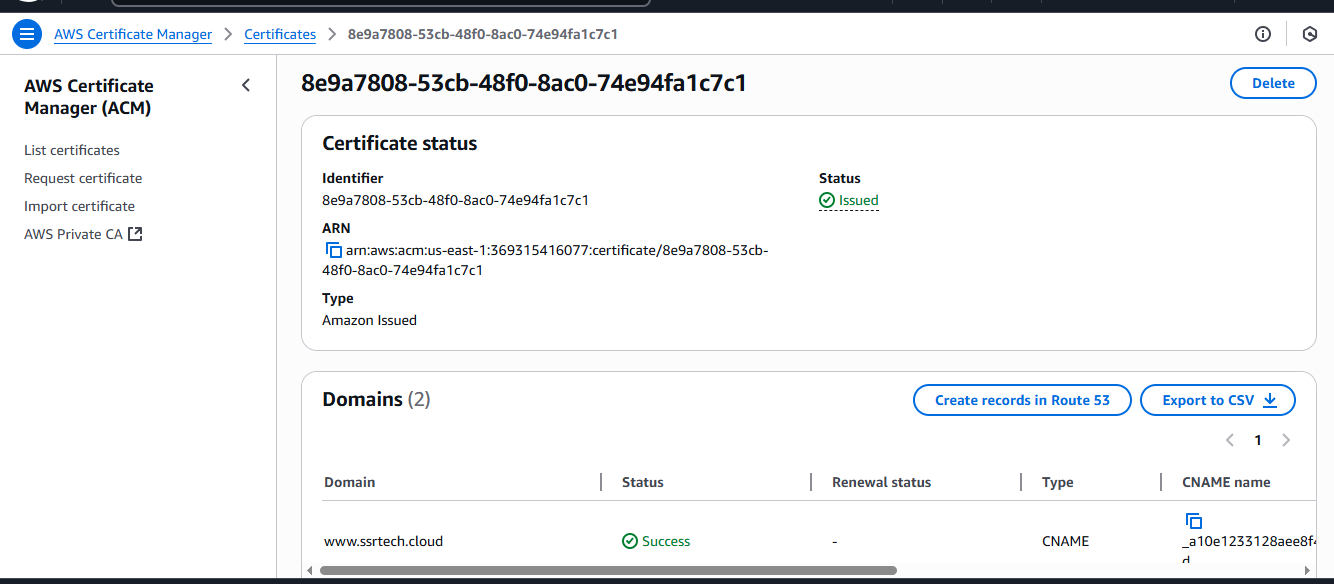 AWS Certificate Manager > Certificates > 8e9a7808-53cb-48f0-8ac0-74e94fa1c7c1
AWS Certificate
Manager (ACM)
List certificates
Request certificate
Import certificate
AWS Private CA
8e9a7808-53cb-48f0-8ac0-74e94fa1c7c1
Delete
Certificate status
Identifier
8e9a7808-53cb-48f0-8ac0-74e94fa1c7c1
Status
Issued
ARN
arn:aws:acm:us-east-1:369315416077:certificate/8e9a7808-53cb-
48f0-8ac0-74e94fa1c7c1
Type
Amazon Issued
Domains (2)
Create records in Route 53
Export to CSV
1
Domain Status Renewal status Type CNAME name
www.ssrtech.cloud Success - CNAME _a10e1233128aee8f4